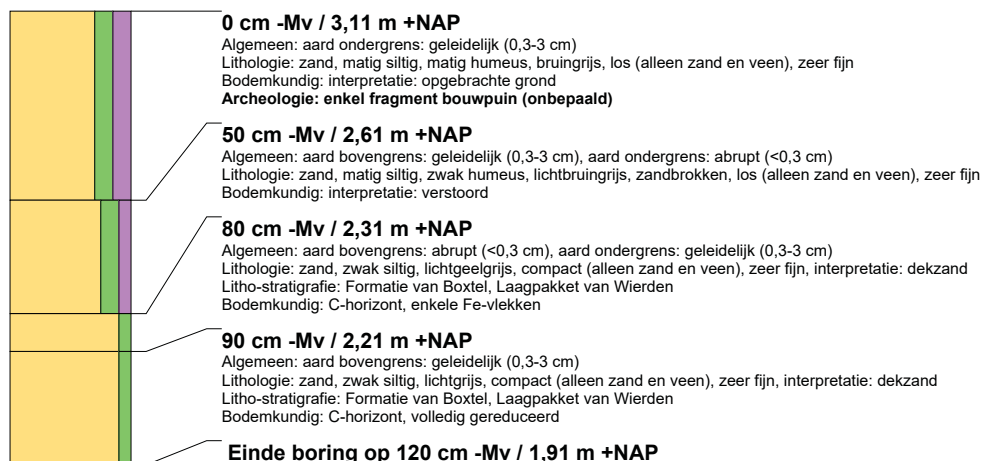 0 cm -Mv / 3,11 m +NAP
Algemeen: aard ondergrens: geleidelijk (0,3-3 cm)
Lithologie: zand, matig siltig, matig humeus, bruingrijs, los (alleen zand en veen), zeer fijn
Bodemkundig: interpretatie: opgebrachte grond
Archeologie: enkel fragment bouwpuin (onbepaald)
50 cm -Mv / 2,61 m +NAP
Algemeen: aard bovengrens: geleidelijk (0,3-3 cm), aard ondergrens: abrupt (<0,3 cm)
Lithologie: zand, matig siltig, zwak humeus, lichtbruingrijs, zandbrokken, los (alleen zand en veen), zeer fijn
Bodemkundig: interpretatie: verstoord
80 cm -Mv / 2,31 m +NAP
Algemeen: aard bovengrens: abrupt (<0,3 cm), aard ondergrens: geleidelijk (0,3-3 cm)
Lithologie: zand, zwak siltig, lichtgeelgrijs, compact (alleen zand en veen), zeer fijn, interpretatie: dekzand
Litho-stratigrafie: Formatie van Boxtel, Laagpakket van Wierden
Bodemkundig: C-horizont, enkele Fe-vlekken
90 cm -Mv / 2,21 m +NAP
Algemeen: aard bovengrens: geleidelijk (0,3-3 cm)
Lithologie: zand, zwak siltig, lichtgrijs, compact (alleen zand en veen), zeer fijn, interpretatie: dekzand
Litho-stratigrafie: Formatie van Boxtel, Laagpakket van Wierden
Bodemkundig: C-horizont, volledig gereduceerd
Einde boring op 120 cm -Mv / 1,91 m +NAP